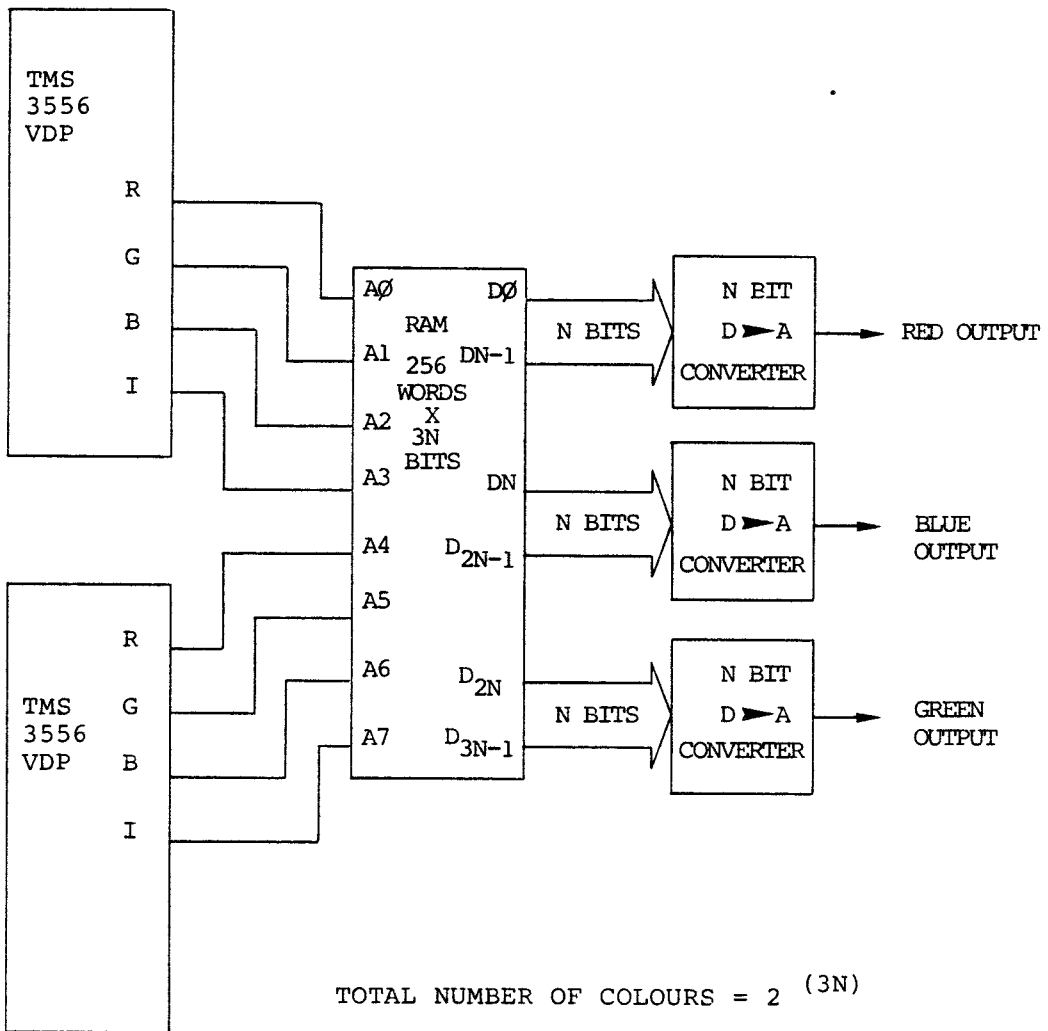 TMS
3556
VDP
R
G
B
I
AØ
A1
A2
A3
A4
A5
A6
A7
RAM
256
WORDS
X
3N
BITS
DØ
DN-1
DN
D2N-1
D2N
D3N-1
N BITS
N BITS
N BITS
N BIT
D A
CONVERTER
RED OUTPUT
N BIT
D A
CONVERTER
BLUE
OUTPUT
N BIT
D A
CONVERTER
GREEN
OUTPUT
TMS
3556
VDP
R
G
B
I
TOTAL NUMBER OF COLOURS = 2 (3N)